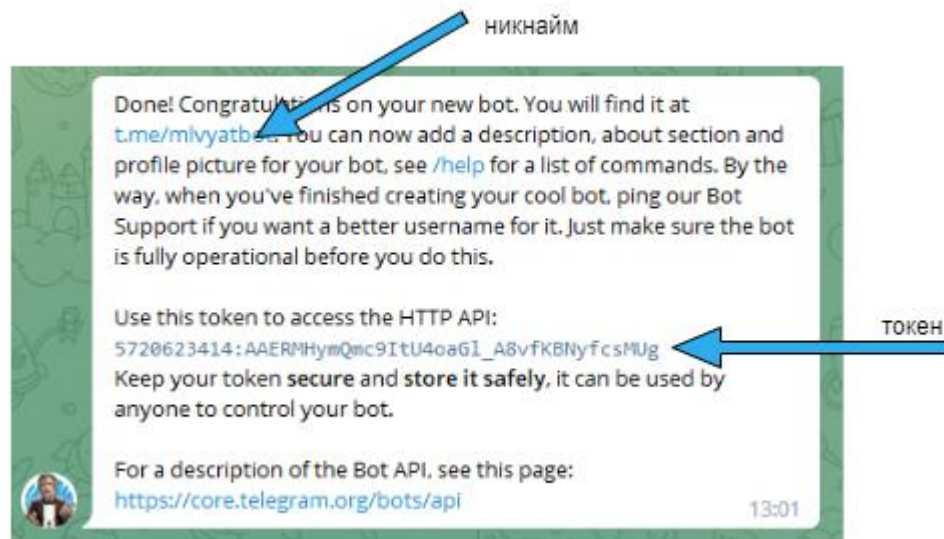 никнайм
Done! Congratulations on your new bot. You will find it at
t.me/mlvyatbot. You can now add a description, about section and
profile picture for your bot, see /help for a list of commands. By the
way, when you've finished creating your cool bot, ping our Bot
Support if you want a better username for it. Just make sure the bot
is fully operational before you do this.
Use this token to access the HTTP API:
токен
5720623414:AAERMHymQmc9ItU4oaGl_A8vfKBNyfcsMUg
Keep your token secure and store it safely, it can be used by
anyone to control your bot.
For a description of the Bot API, see this page:
https://core.telegram.org/bots/api
13:01